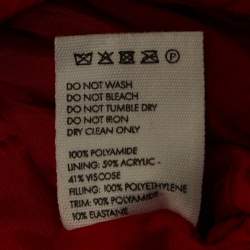 P
DO NOT WASH
DO NOT BLEACH
DO NOT TUMBLE DRY
DO NOT IRON
DRY CLEAN ONLY
100% POLYAMIDE
LINING: 59% ACRYLIC -
41% VISCOSE
FILLING: 100% POLYETHYLENE
TRIM: 90% POLYAMIDE -
10% ELASTANE